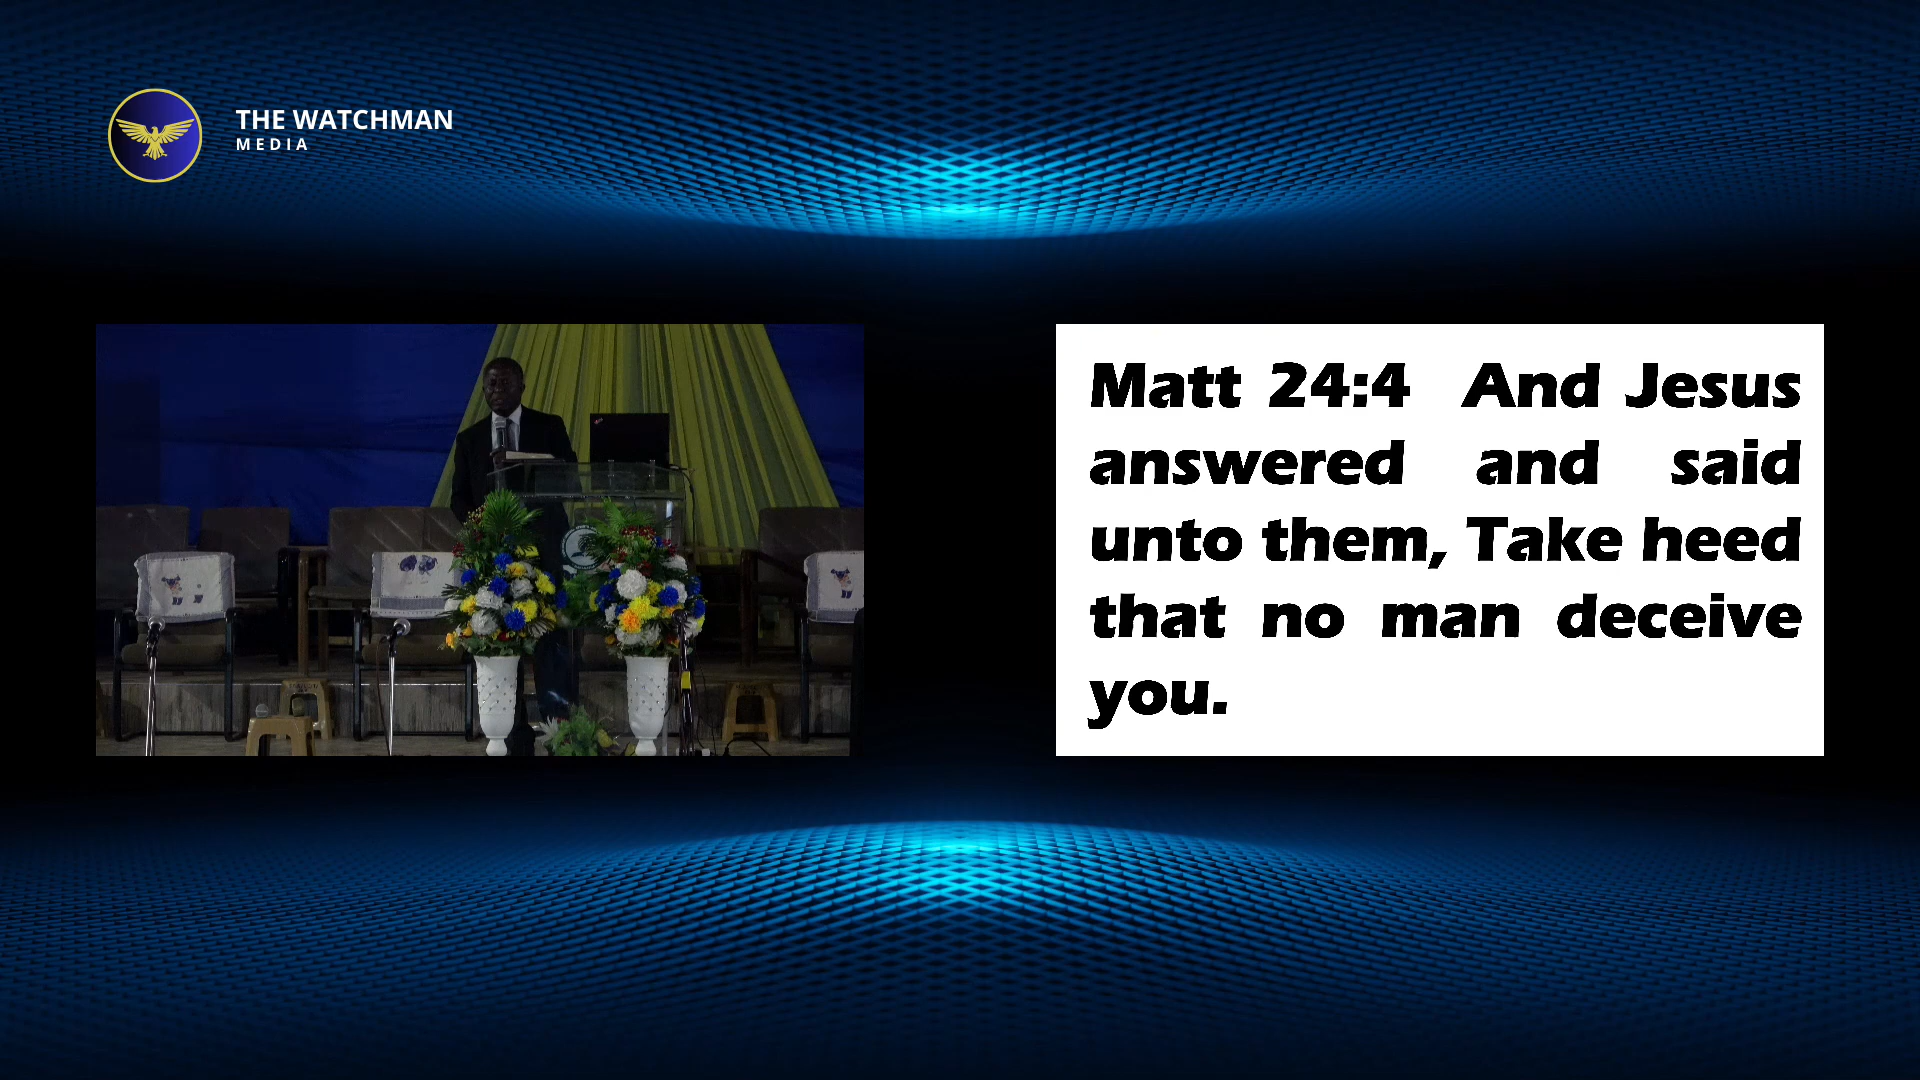 THE WATCHMAN
MEDIA
Matt 24:4 And Jesus
answered and said
unto them, Take heed
that no man deceive
you.